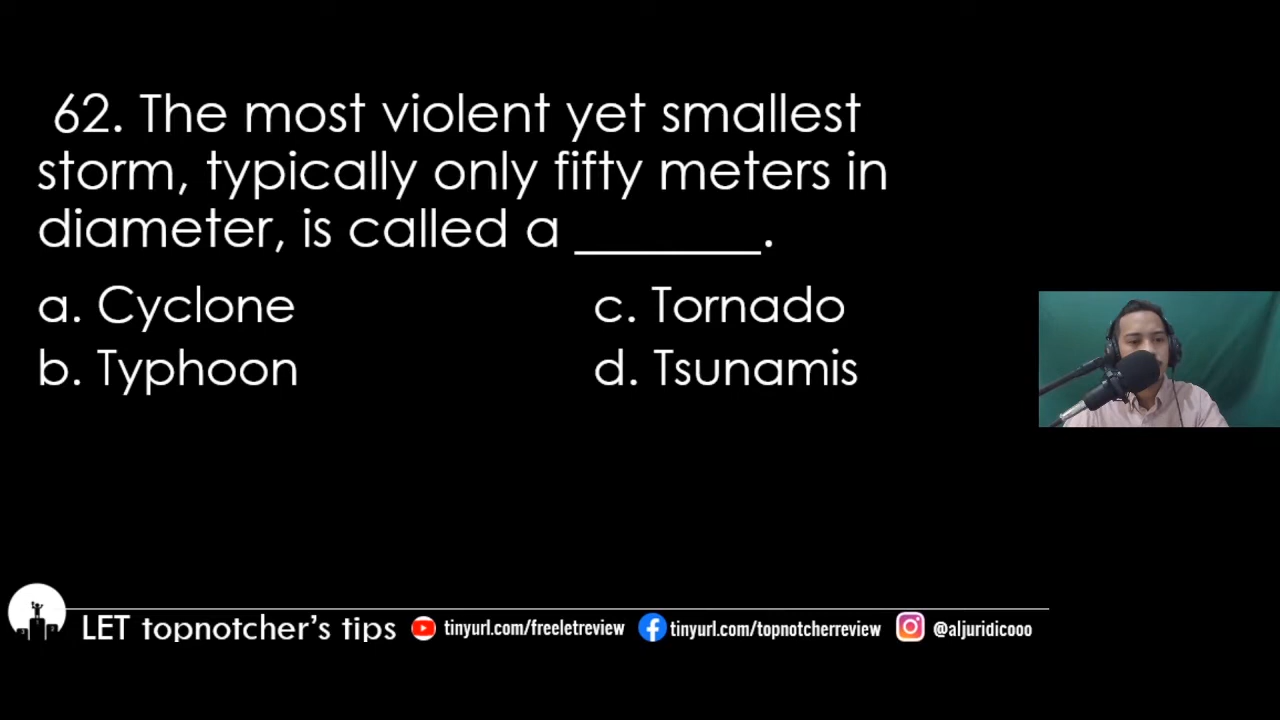 62. The most violent yet smallest
storm, typically only fifty meters in
diameter, is called a _______.
a. Cyclone c. Tornado
b. Typhoon d. Tsunamis
LET topnotcher's tips tinyurl.com/freeletreview tinyurl.com/topnotcherreview @aljuridicooo